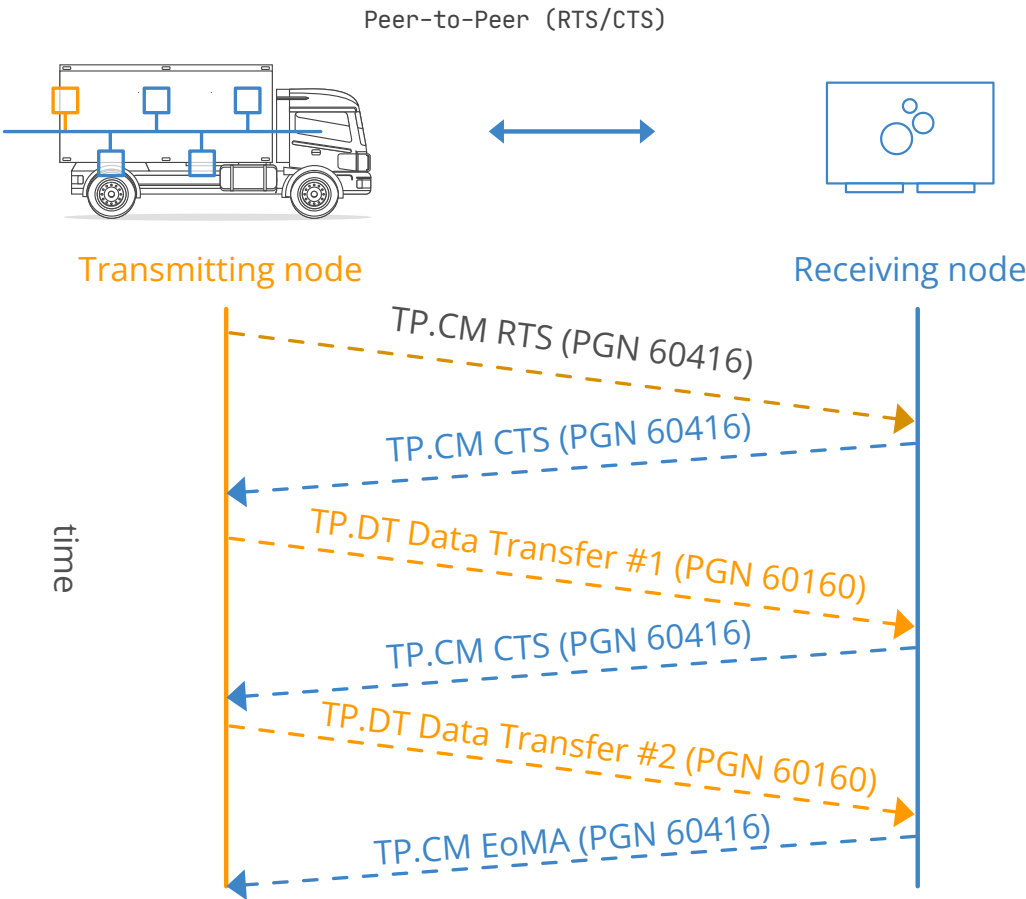 Peer-to-Peer (RTS/CTS)
Transmitting node
Receiving node
TP.CM RTS (PGN 60416)
TP.CM CTS (PGN 60416)
TP.DT Data Transfer #1 (PGN 60160)
time
TP.CM CTS (PGN 60416)
TP.DT Data Transfer #2 (PGN 60160)
TP.CM EoMA (PGN 60416)